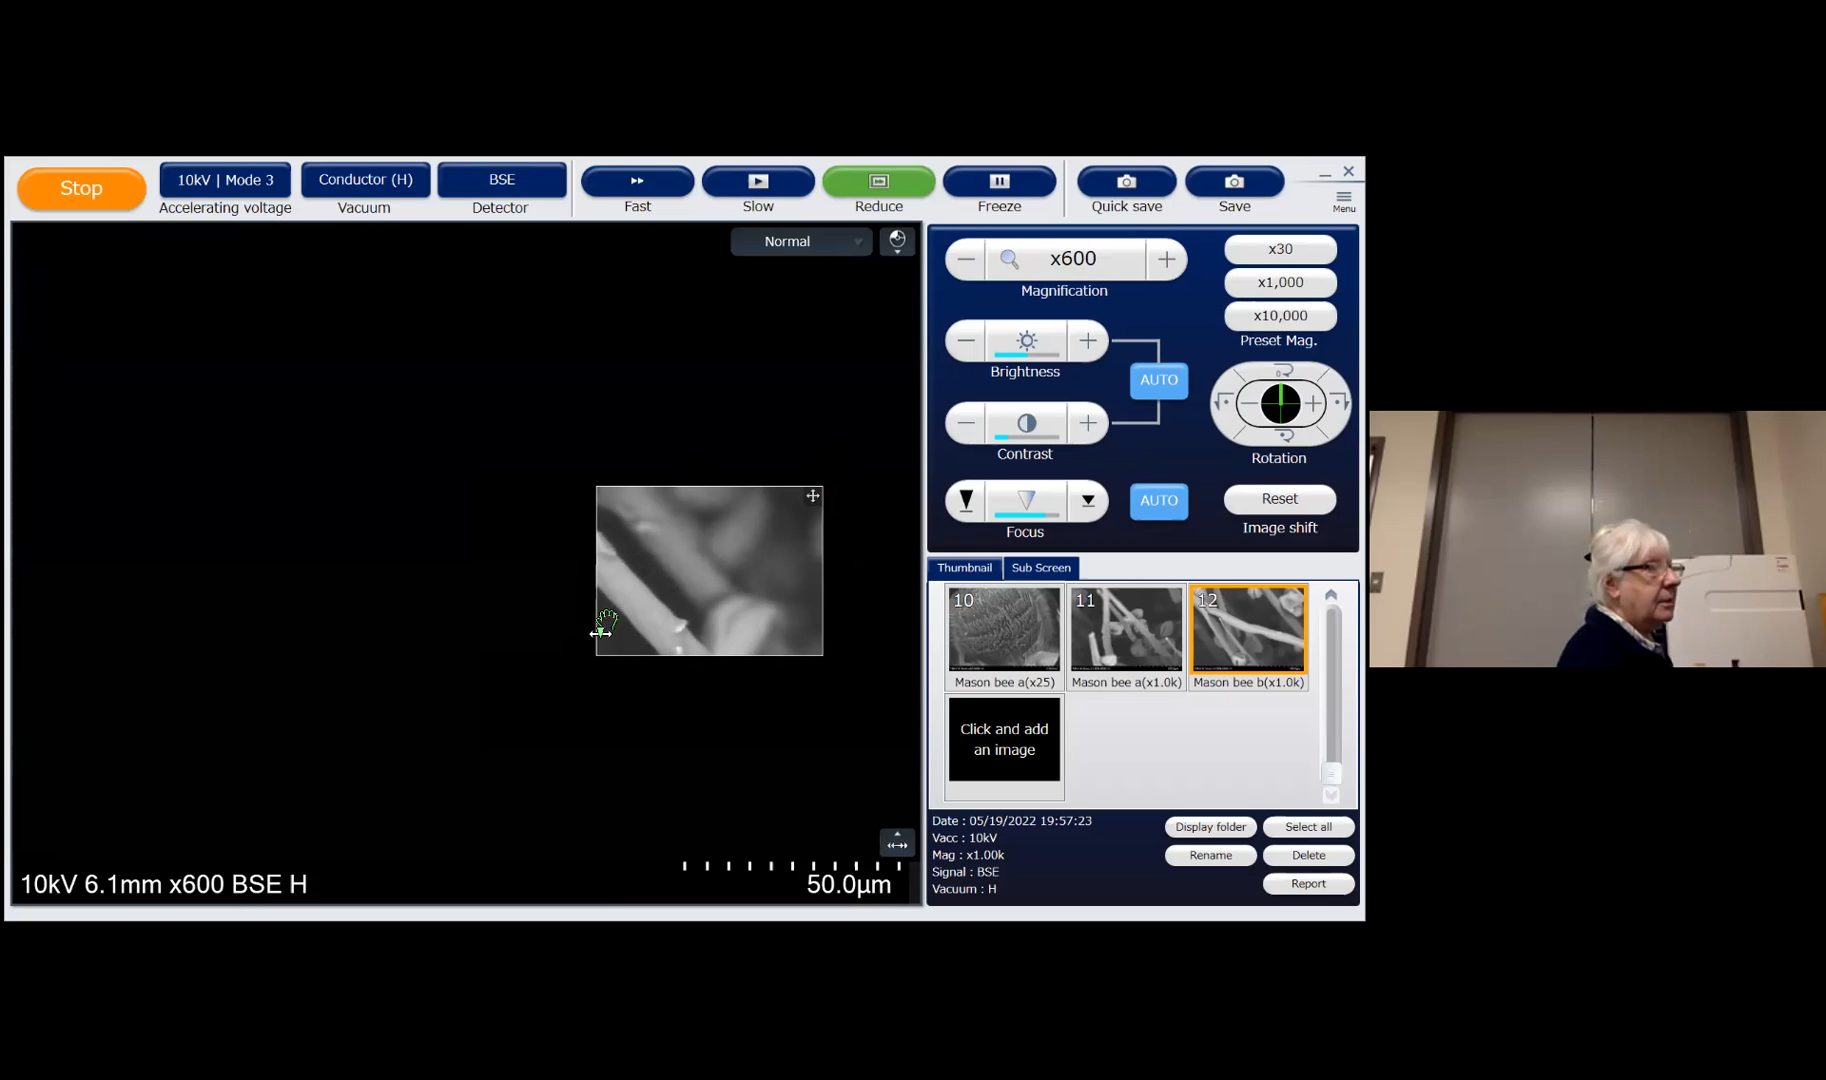 Stop
10kV | Mode 3
Accelerating voltage
Conductor (H)
Vacuum
BSE
Detector
Fast
Slow
Reduce
Freeze
Quick save
Save
Menu
Normal
x600
Magnification
x30
x1,000
x10,000
Preset Mag.
Brightness
AUTO
Contrast
0
Rotation
Focus
AUTO
Reset
Image shift
Thumbnail
Sub Screen
10
11
12
Mason bee a(x25)
Mason bee a(x1.0k)
Mason bee b(x1.0k)
Click and add
an image
Date : 05/19/2022 19:57:23
Vacc : 10kV
Mag : x1.00k
Signal : BSE
Vacuum : H
Display folder
Select all
Rename
Delete
Report
10kV 6.1mm x600 BSE H
50.0µm